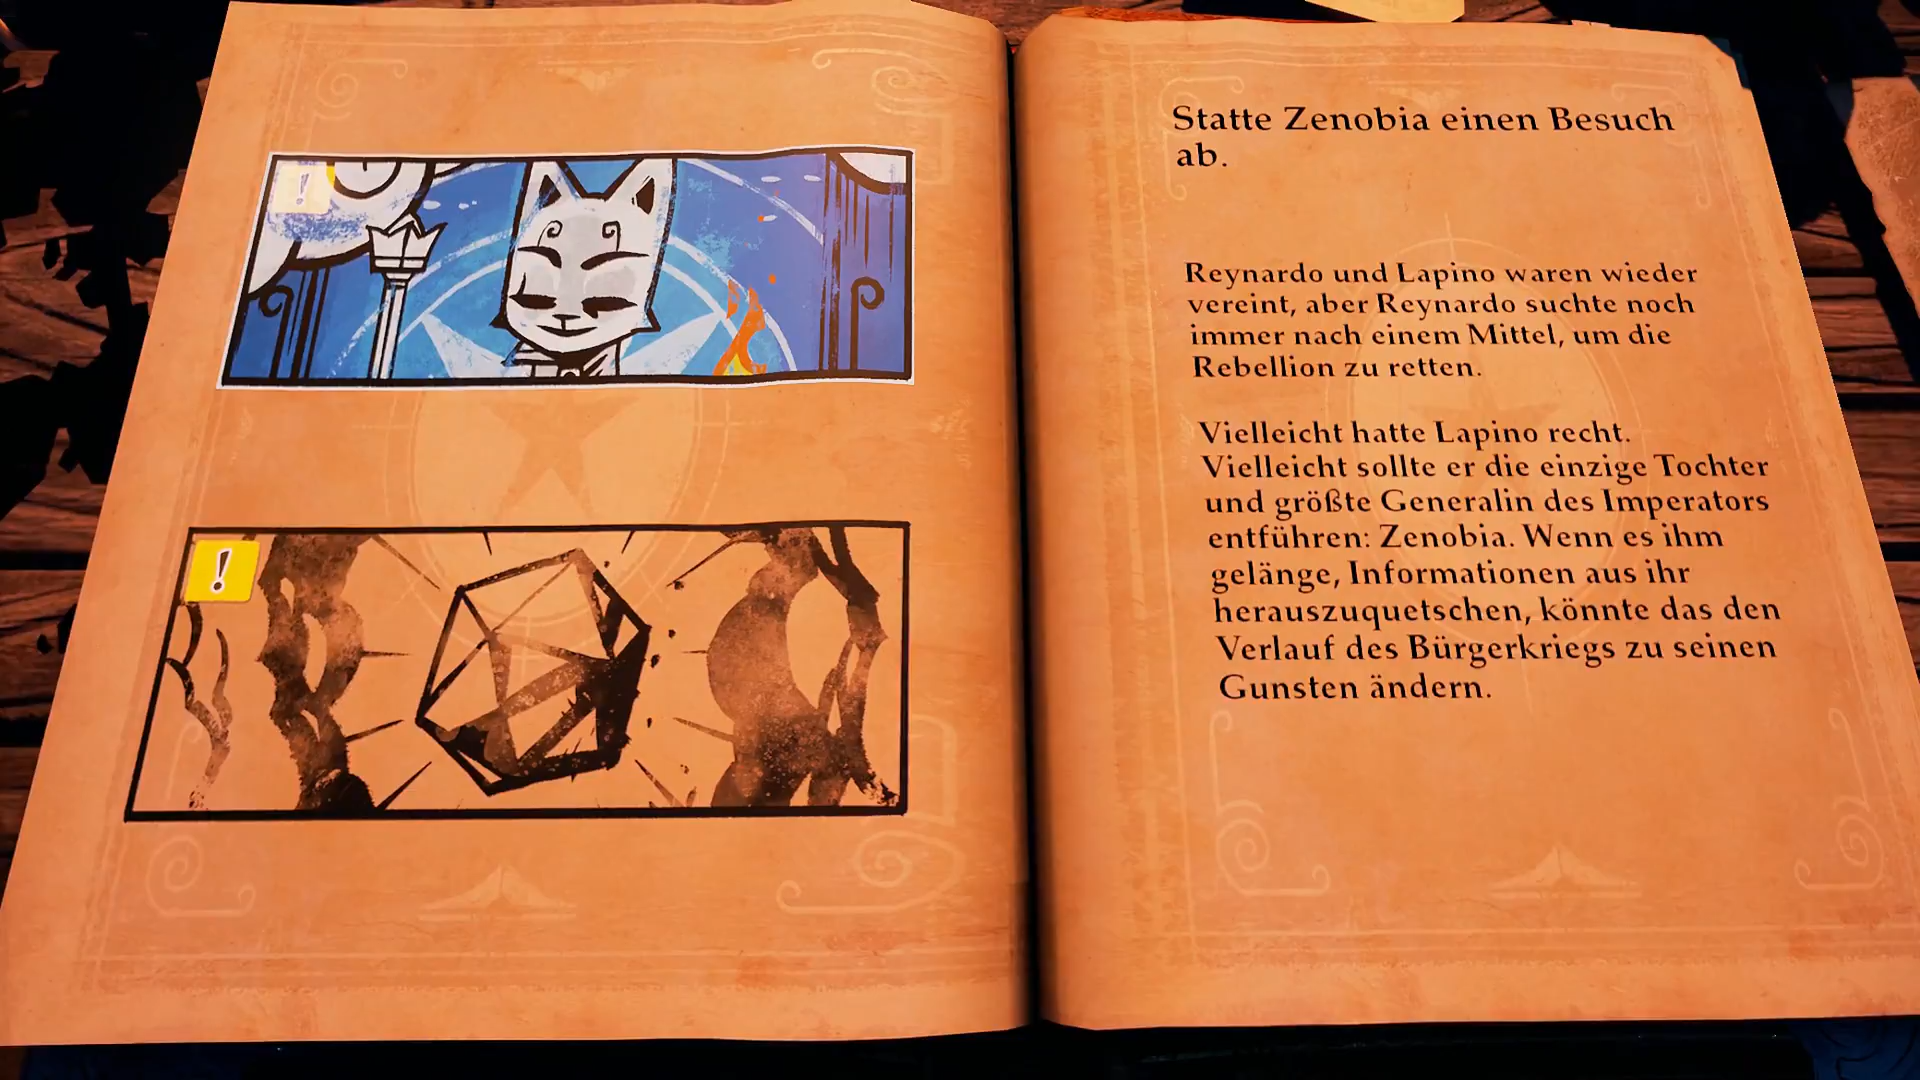 !
!
Statte Zenobia einen Besuch
ab.
Reynardo und Lapino waren wieder
vereint, aber Reynardo suchte noch
immer nach einem Mittel, um die
Rebellion zu retten.
Vielleicht hatte Lapino recht.
Vielleicht sollte er die einzige Tochter
und größte Generalin des Imperators
entführen: Zenobia. Wenn es ihm
gelänge, Informationen aus ihr
herauszuquetschen, könnte das den
Verlauf des Bürgerkriegs zu seinen
Gunsten ändern.